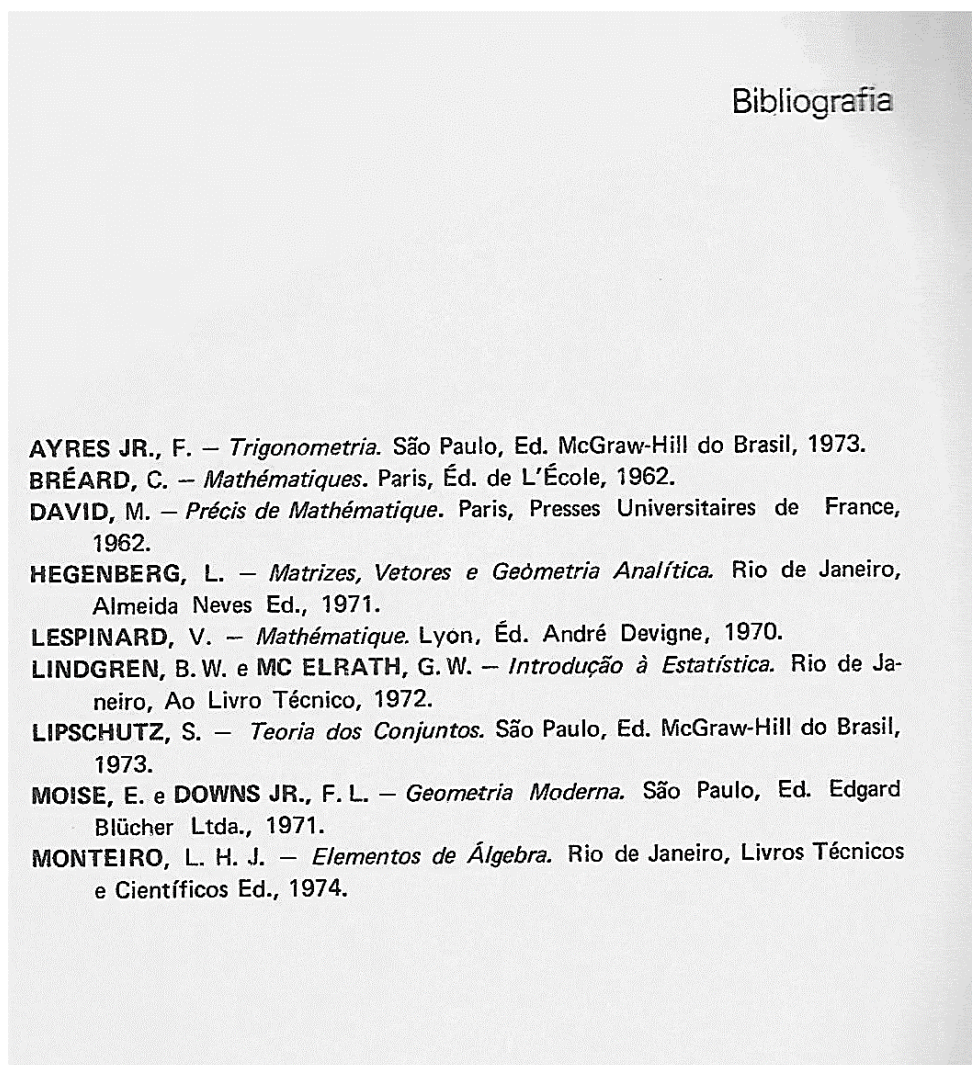 Bibliografia
AYRES JR., F. — Trigonometria. São Paulo, Ed. McGraw-Hill do Brasil, 1973.
BRÉARD, C. — Mathématiques. Paris, Éd. de L'École, 1962.
DAVID, M. — Précis de Mathématique. Paris, Presses Universitaires de France,
1962.
HEGENBERG, L. — Matrizes, Vetores e Geometria Analítica. Rio de Janeiro,
Almeida Neves Ed., 1971.
LESPINARD, V. — Mathématique. Lyon, Éd. André Devigne, 1970.
LINDGREN, B. W. e MC ELRATH, G. W. — Introdução à Estatística. Rio de Ja-
neiro, Ao Livro Técnico, 1972.
LIPSCHUTZ, S. — Teoria dos Conjuntos. São Paulo, Ed. McGraw-Hill do Brasil,
1973.
MOISE, E. e DOWNS JR., F. L. — Geometria Moderna. São Paulo, Ed. Edgard
Blücher Ltda., 1971.
MONTEIRO, L. H. J. — Elementos de Álgebra. Rio de Janeiro, Livros Técnicos
e Científicos Ed., 1974.